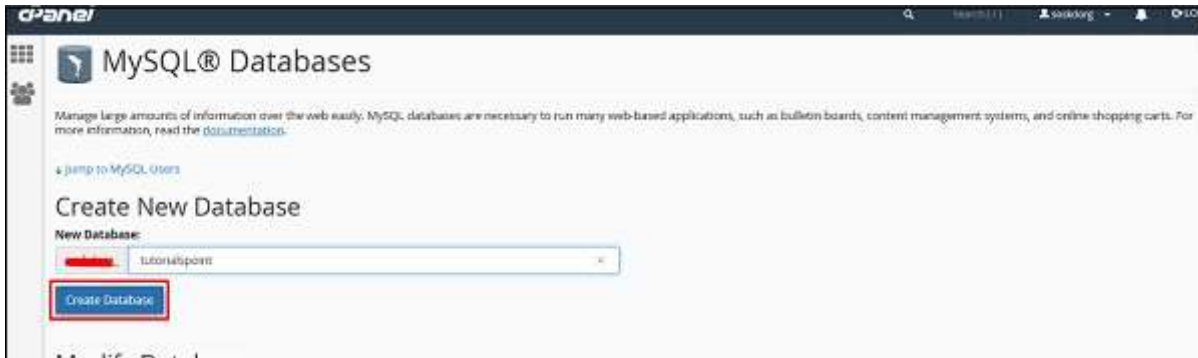 cPanel
Search ( / )
LO
MySQL® Databases
Manage large amounts of information over the web easily. MySQL databases are necessary to run many web-based applications, such as bulletin boards, content management systems, and online shopping carts. For
more information, read the documentation.
Jump to MySQL Users
Create New Database
New Database:
tutorialspoint ×
Create Database